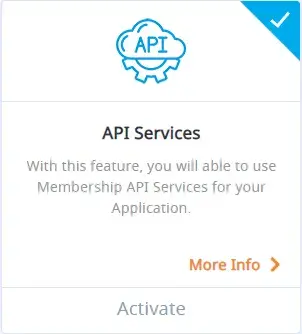 API
API Services
With this feature, you will able to use
Membership API Services for your
Application.
More Info
Activate